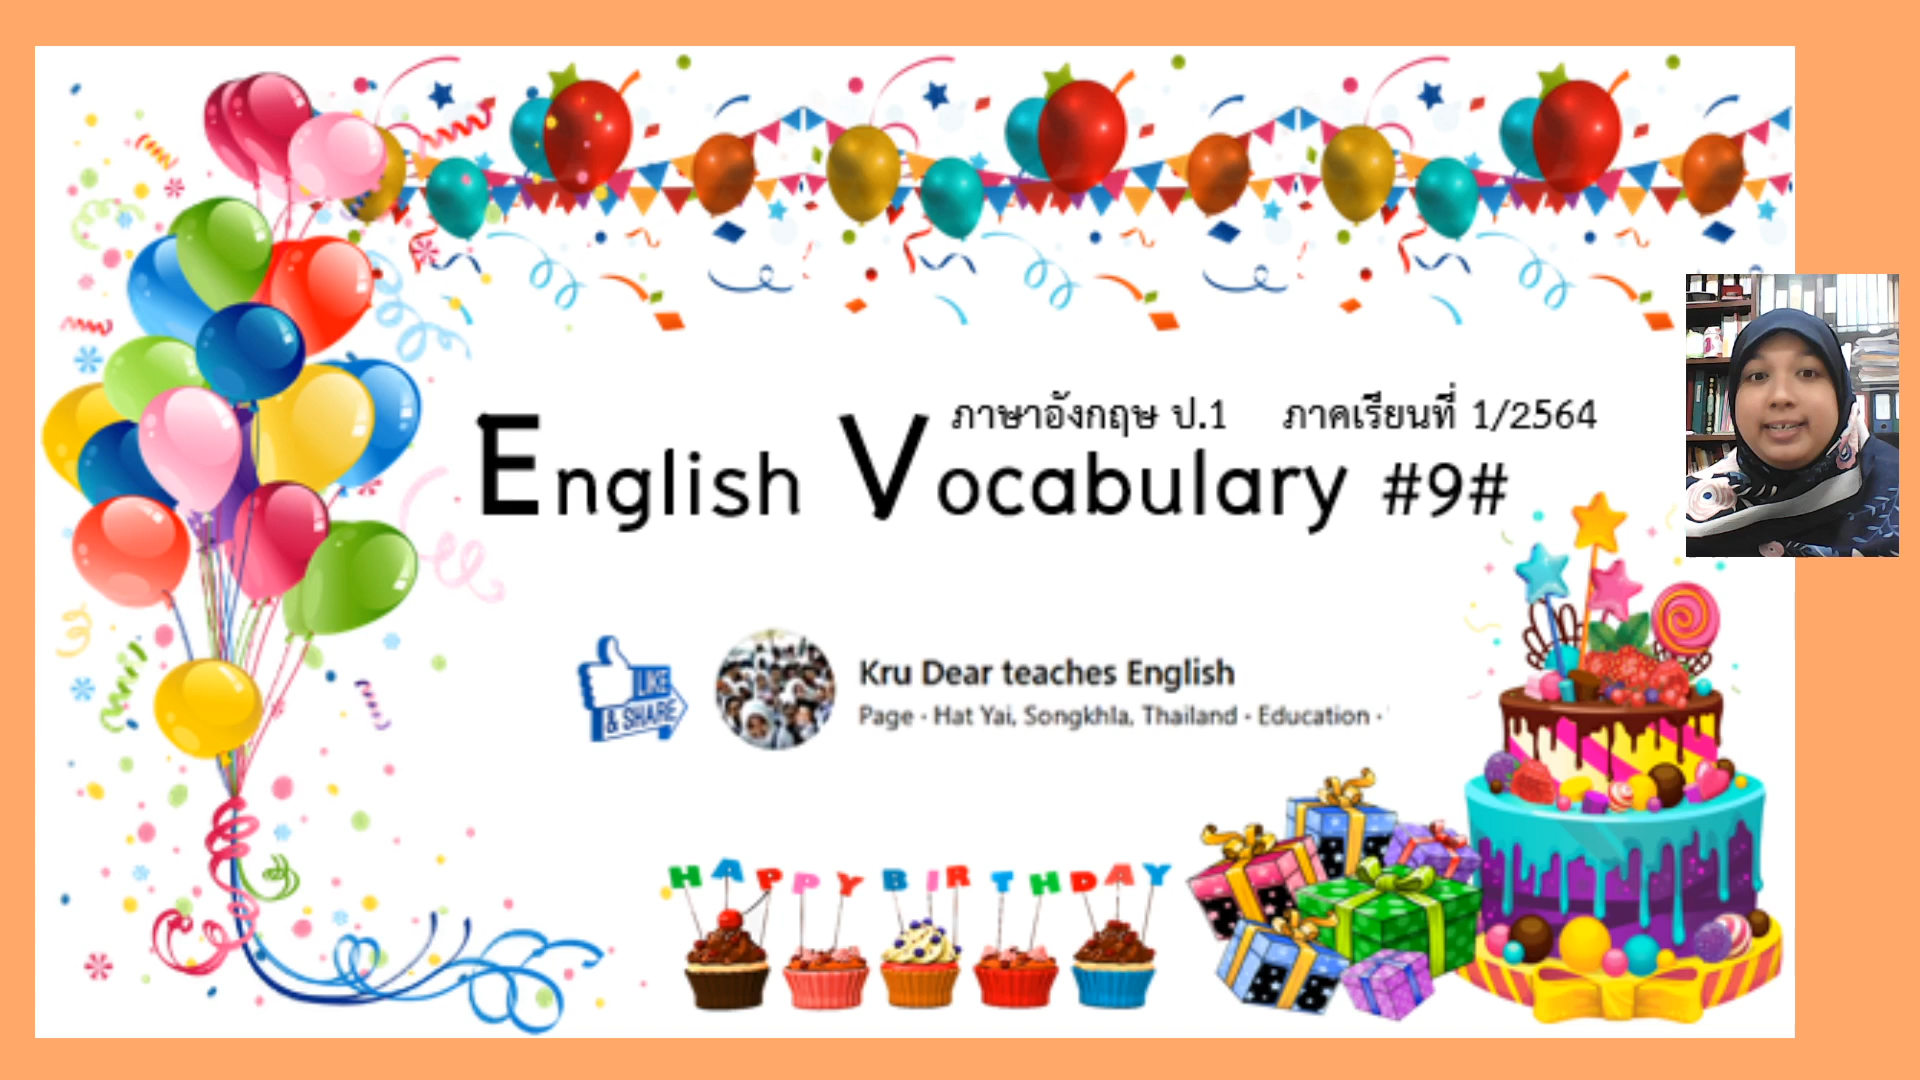 ภาษาอังกฤษ ป.1 ภาคเรียนที่ 1/2564
English Vocabulary #9#
LIKE
& SHARE
Kru Dear teaches English
Page · Hat Yai, Songkhla, Thailand · Education ·
HAPPY BIRTHDAY